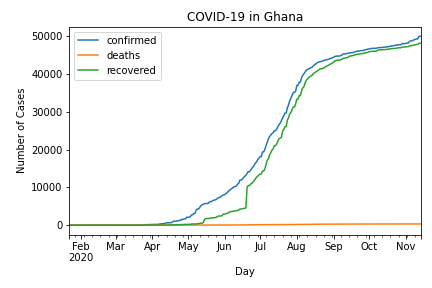 COVID-19 in Ghana
confirmed
deaths
recovered
Number of Cases
50000
40000
30000
20000
10000
0
Feb Mar Apr May Jun Jul Aug Sep Oct Nov
2020
Day